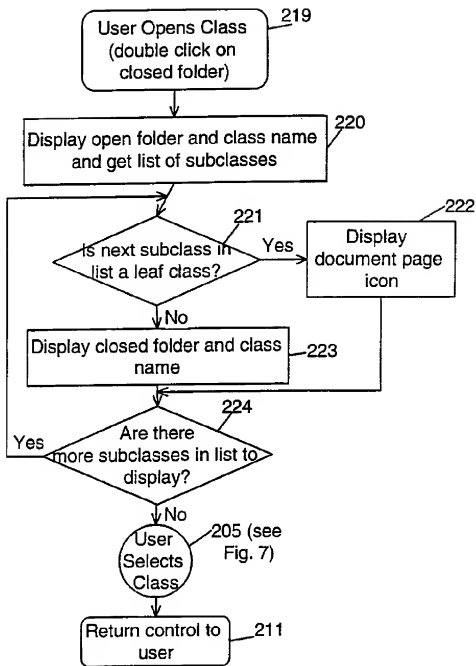 User Opens Class
(double click on
closed folder)
219
Display open folder and class name
and get list of subclasses
220
Is next subclass in
list a leaf class?
221
Yes
Display
document page
icon
222
No
Display closed folder and class
name
223
Are there
more subclasses in list to
display?
224
Yes
No
User
Selects
Class
205 (see
Fig. 7)
Return control to
user
211